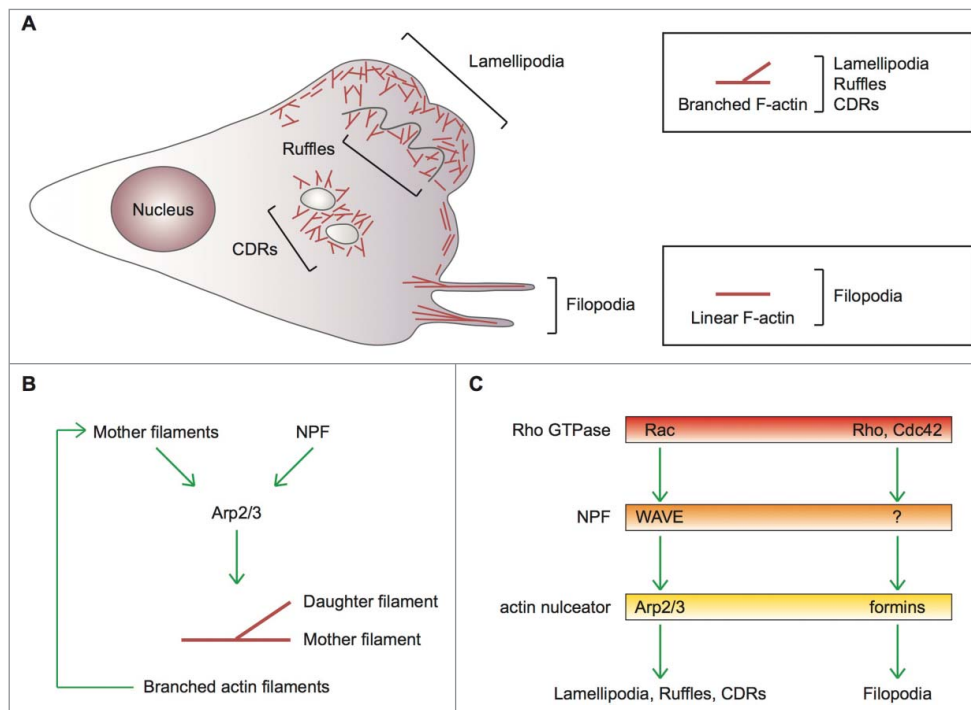 A
Lamellipodia
Ruffles
Nucleus
CDRs
Filopodia
Branched F-actin
Lamellipodia
Ruffles
CDRs
Linear F-actin
Filopodia
B
Mother filaments
NPF
Arp2/3
Daughter filament
Mother filament
Branched actin filaments
C
Rho GTPase
Rac
Rho, Cdc42
NPF
WAVE
?
actin nulceator
Arp2/3
formins
Lamellipodia, Ruffles, CDRs
Filopodia